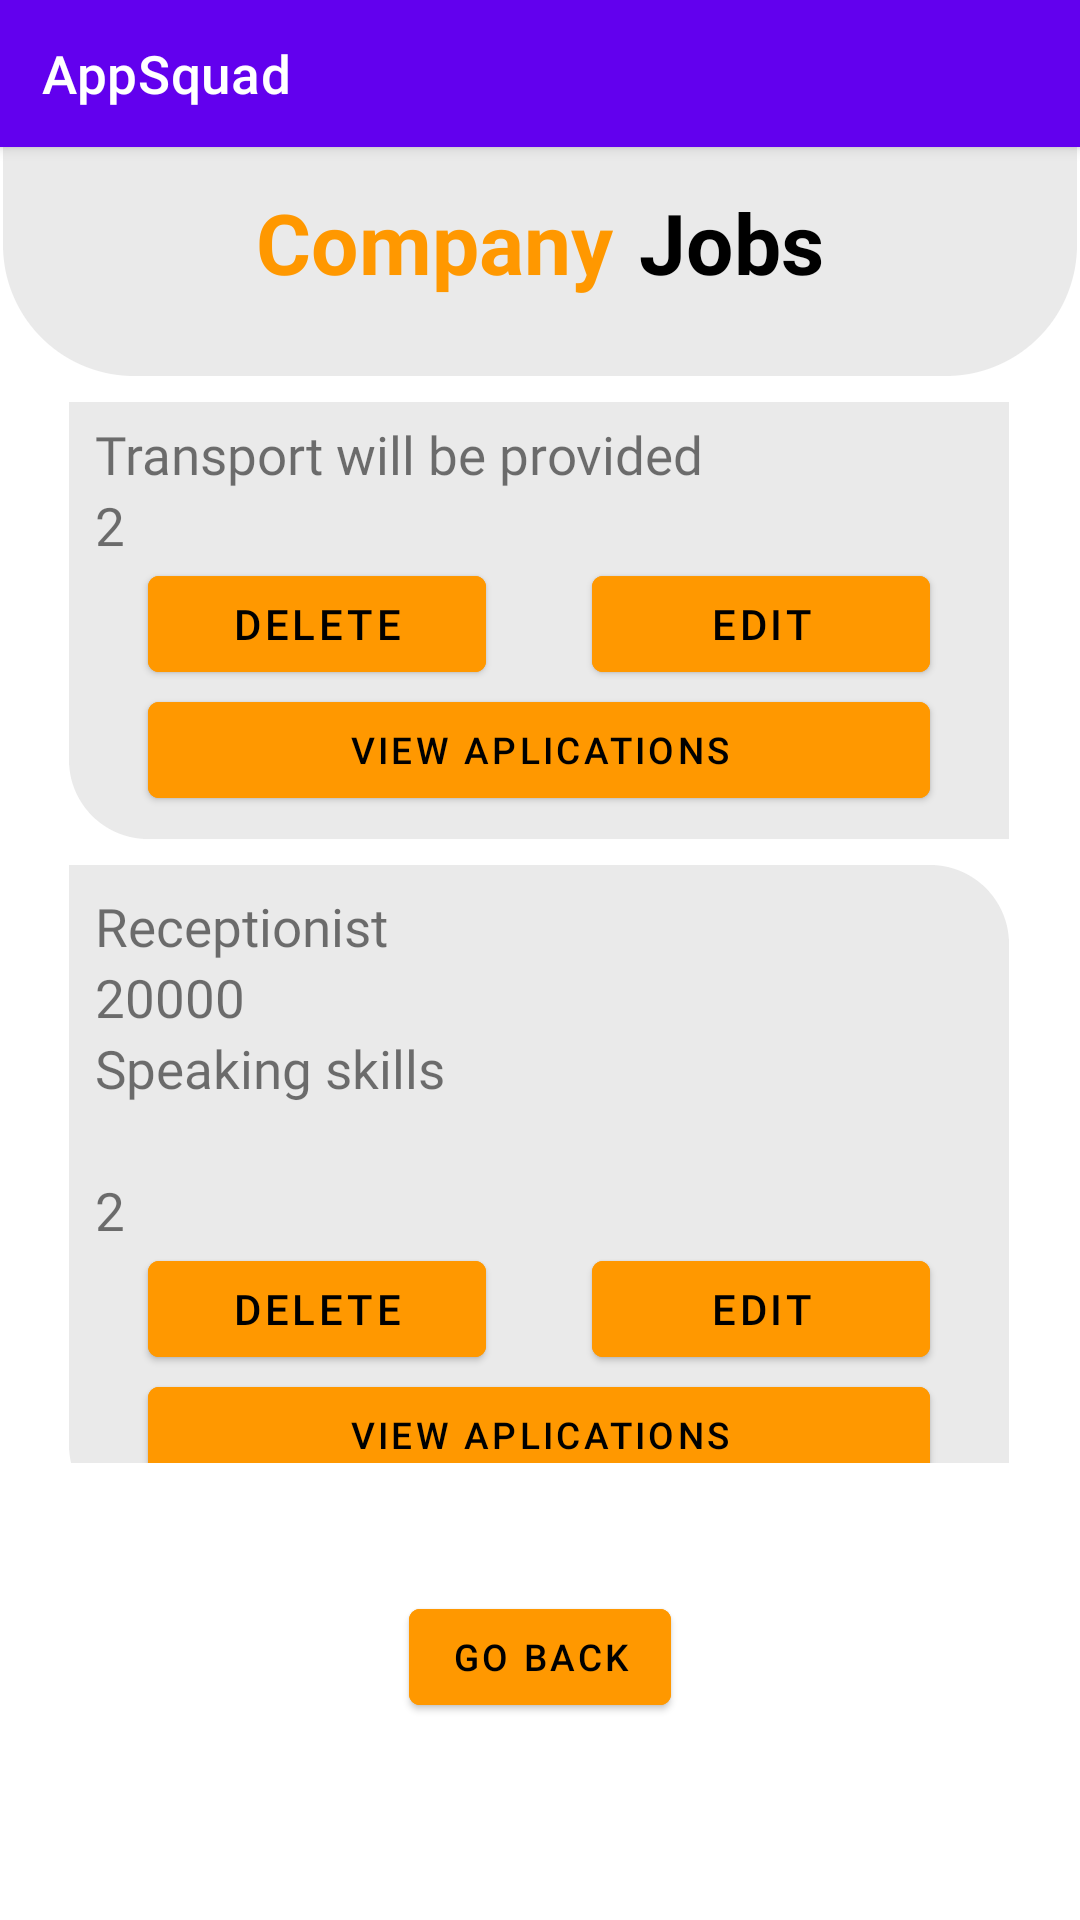 AppSquad
Company Jobs
Transport will be provided
2
DELETE
EDIT
VIEW APLICATIONS
Receptionist
20000
Speaking skills
2
DELETE
EDIT
VIEW APLICATIONS
GO BACK